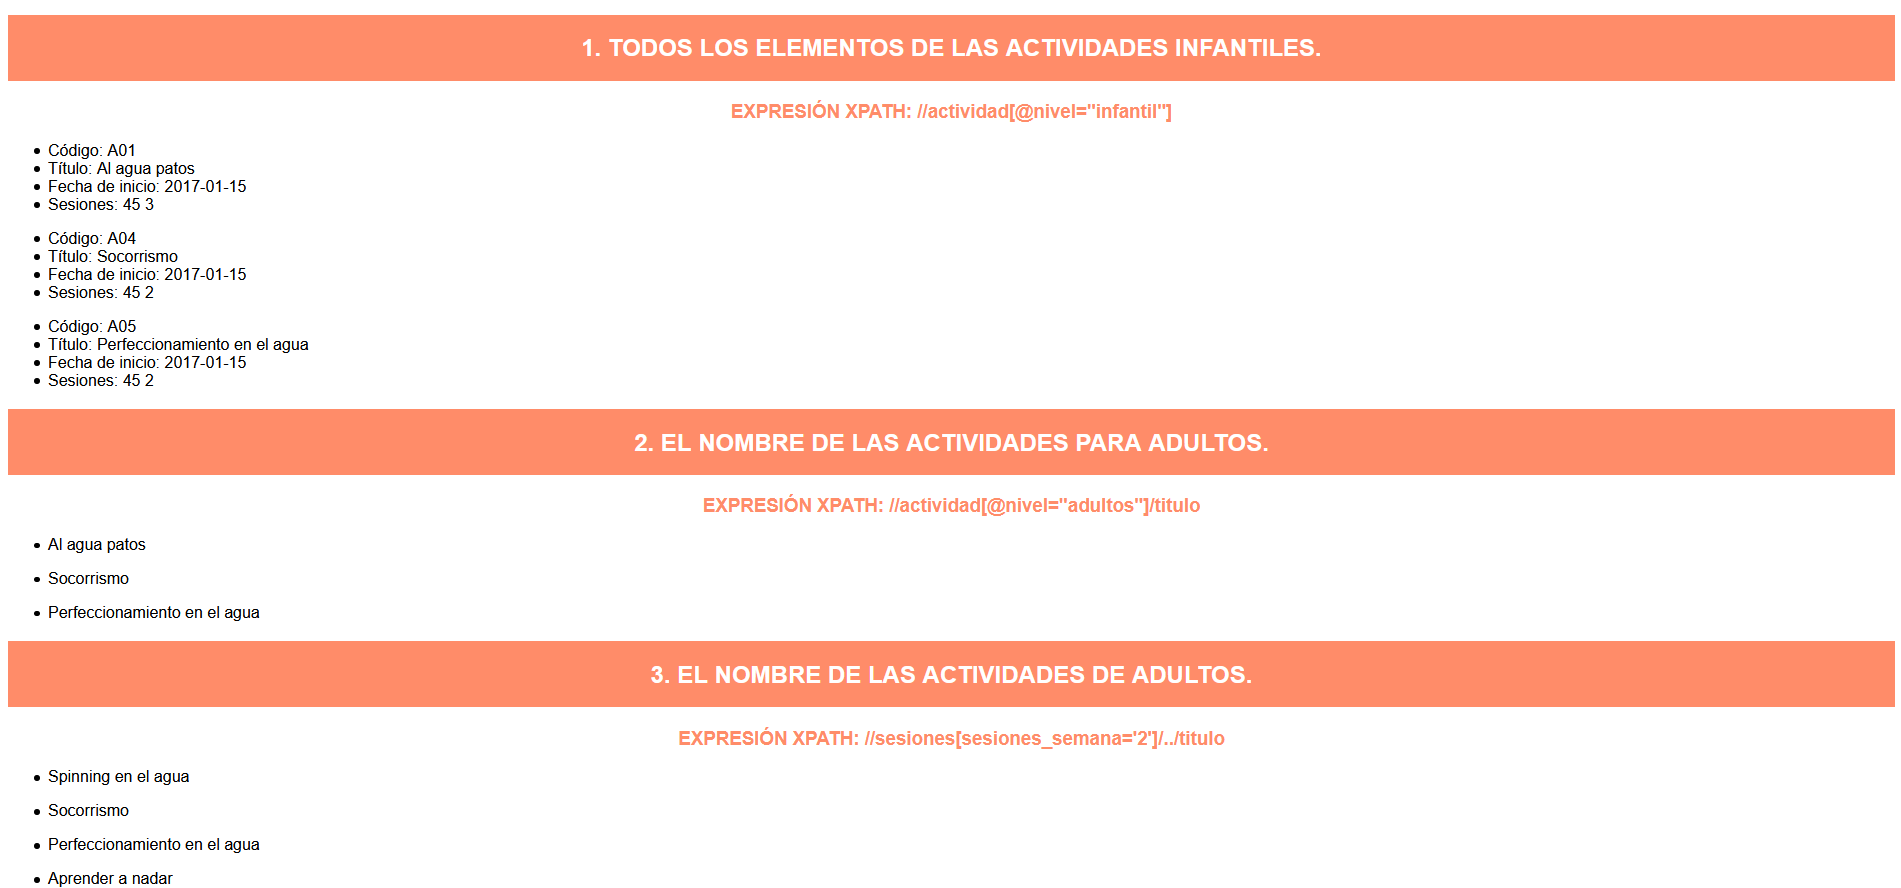 1. TODOS LOS ELEMENTOS DE LAS ACTIVIDADES INFANTILES.
EXPRESIÓN XPATH: //actividad[@nivel="infantil"]
Código: A01
Título: Al agua patos
Fecha de inicio: 2017-01-15
Sesiones: 45 3
Código: A04
Título: Socorrismo
Fecha de inicio: 2017-01-15
Sesiones: 45 2
Código: A05
Título: Perfeccionamiento en el agua
Fecha de inicio: 2017-01-15
Sesiones: 45 2
2. EL NOMBRE DE LAS ACTIVIDADES PARA ADULTOS.
EXPRESIÓN XPATH: //actividad[@nivel="adultos"]/titulo
Al agua patos
Socorrismo
Perfeccionamiento en el agua
3. EL NOMBRE DE LAS ACTIVIDADES DE ADULTOS.
EXPRESIÓN XPATH: //sesiones[sesiones_semana='2']/../titulo
Spinning en el agua
Socorrismo
Perfeccionamiento en el agua
Aprender a nadar